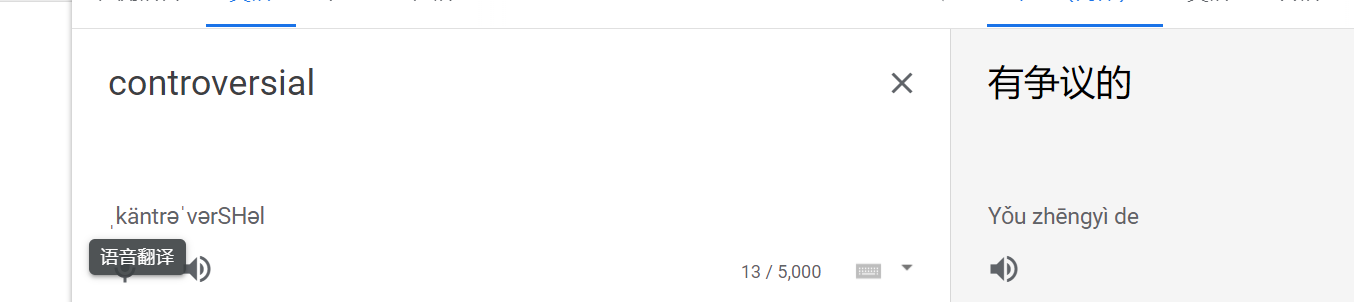 controversial
有争议的
ˌkäntrəˈvərSHəl
Yǒu zhēngyì de
语音翻译
13 / 5,000